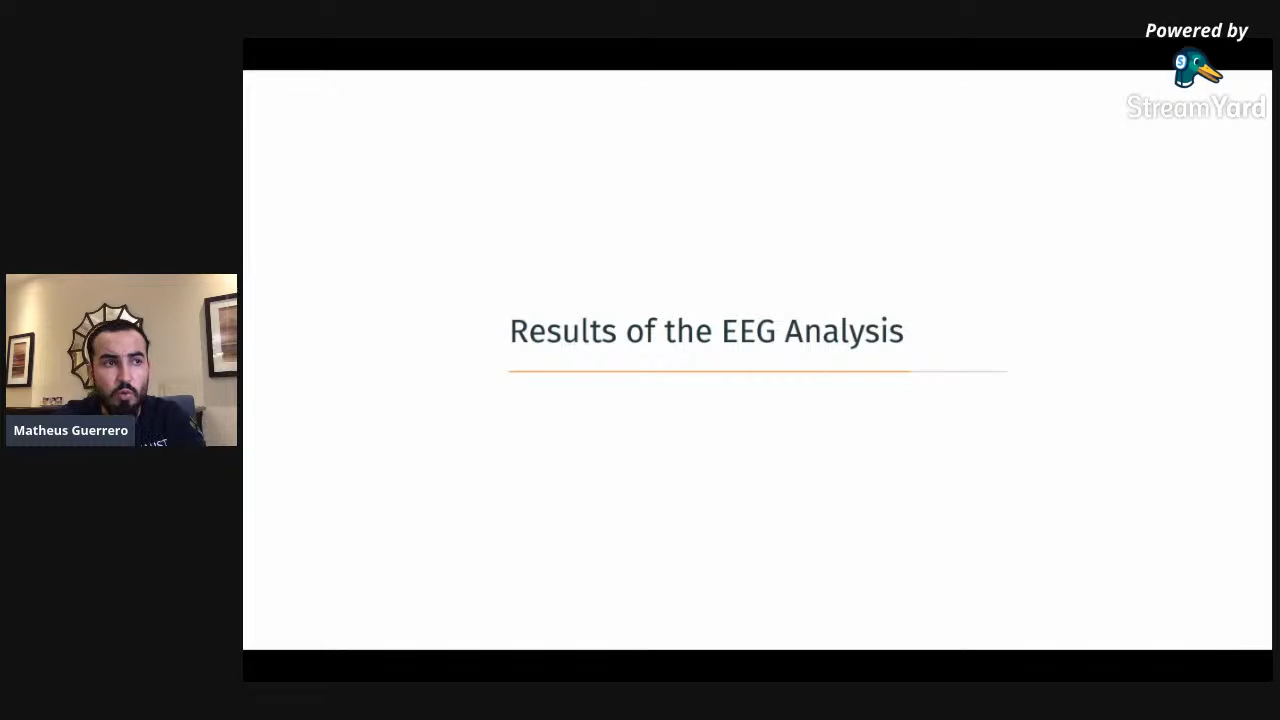 Powered by
S
StreamYard
Results of the EEG Analysis
Matheus Guerrero